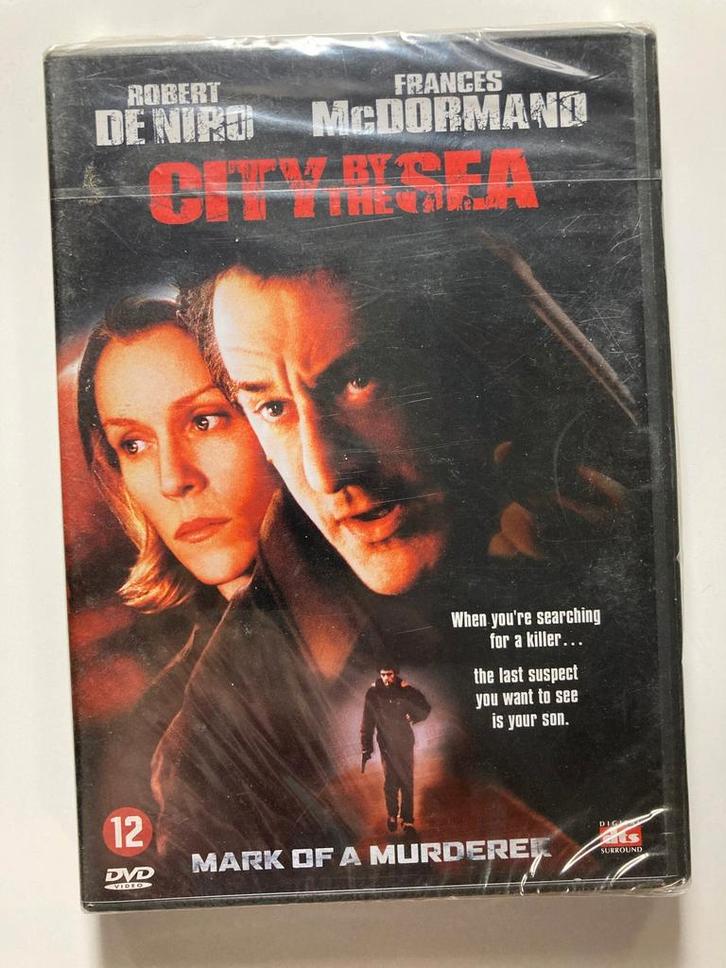 ROBERT
DE NIRO
FRANCES
McDORMAND
CITY BY THE SEA
When you're searching
for a killer...
the last suspect
you want to see
is your son.
12
DVD
VIDEO
MARK OF A MURDERER
DIGITAL
dts
SURROUND